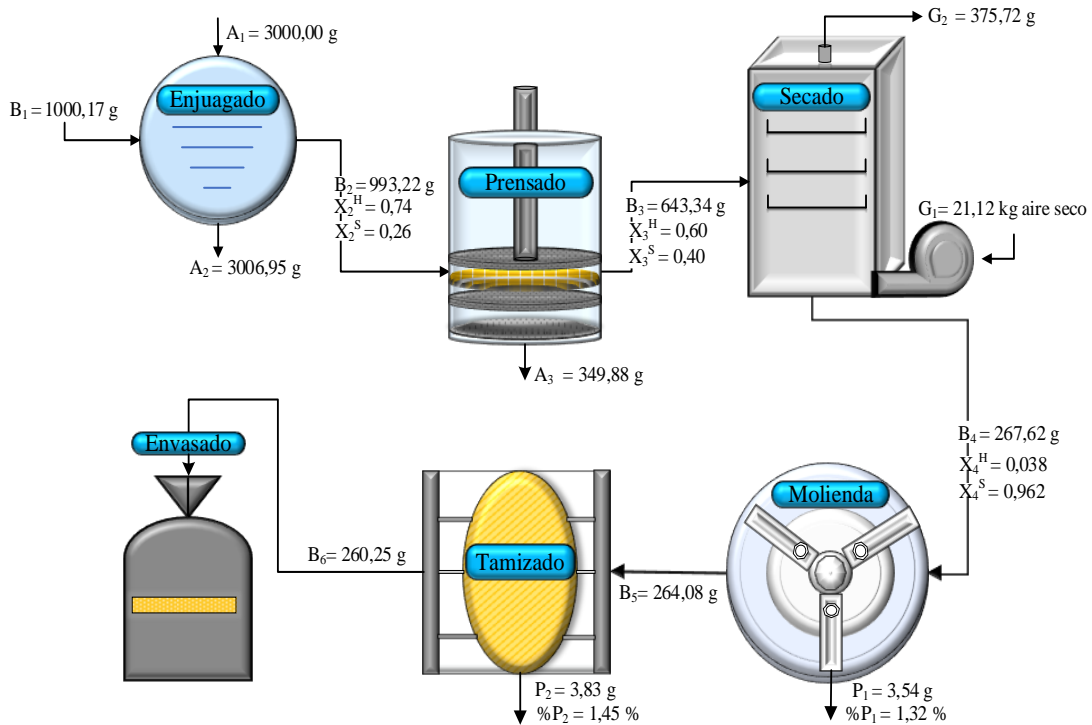 A₁ = 3000,00 g
B₁ = 1000,17 g
Enjuagado
A₂ = 3006,95 g
B₂ = 993,22 g
X₂ᴴ = 0,74
X₂ˢ = 0,26
Prensado
A₃ = 349,88 g
B₃ = 643,34 g
X₃ᴴ = 0,60
X₃ˢ = 0,40
G₂ = 375,72 g
Secado
G₁= 21,12 kg aire seco
B₄ = 267,62 g
X₄ᴴ = 0,038
X₄ˢ = 0,962
Molienda
P₁ = 3,54 g
%P₁ = 1,32 %
B₅ = 264,08 g
Tamizado
P₂ = 3,83 g
%P₂ = 1,45 %
B₆= 260,25 g
Envasado